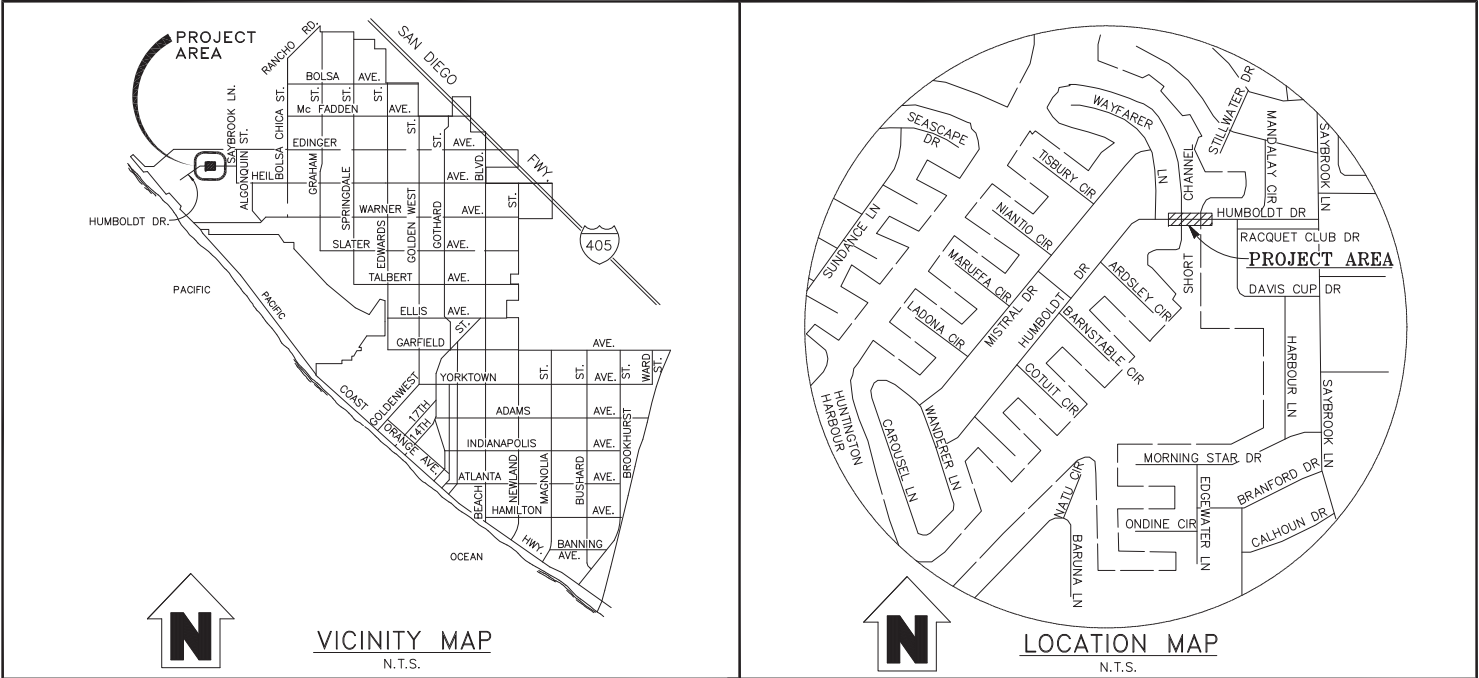 PROJECT
AREA
RANCHO RD.
SAN DIEGO
FWY.
405
BOLSA AVE.
ST.
ST.
ST.
Mc FADDEN AVE.
SAYBROOK LN.
ALGONQUIN ST.
BOLSA CHICA ST.
EDINGER AVE.
HEIL AVE.
GRAHAM
SPRINGDALE
EDWARDS
GOLDEN WEST
ST.
GOTHARD
ST.
BLVD.
ST.
WARNER AVE.
HUMBOLDT DR.
SLATER AVE.
TALBERT AVE.
PACIFIC
PACIFIC
ELLIS AVE.
ST.
GARFIELD AVE.
YORKTOWN AVE.
ST.
ST.
ST.
WARD
ST.
COAST
GOLDENWEST
17TH
14TH
ORANGE AVE.
ADAMS AVE.
INDIANAPOLIS AVE.
ATLANTA AVE.
BEACH
NEWLAND
MAGNOLIA
BUSHARD
BROOKHURST
HAMILTON AVE.
HWY.
BANNING
AVE.
OCEAN
N
VICINITY MAP
N.T.S.
SEASCAPE
DR
WAYFARER
LN
CHANNEL
STILLWATER DR
MANDALAY CIR
SAYBROOK LN
TISBURY CIR
NIANTIO CIR
MARUFFA CIR
LADONA CIR
SUNDANCE LN
HUMBOLDT DR
RACQUET CLUB DR
PROJECT AREA
SHORT
DAVIS CUP DR
ARDSLEY CIR
BARNSTABLE CIR
COTUIT CIR
MISTRAL DR
HUMBOLDT DR
HARBOUR LN
SAYBROOK LN
HUNTINGTON
HARBOUR
CAROUSEL LN
WANDERER LN
MORNING STAR DR
NATU CIR
EDGEWATER LN
BRANFORD DR
ONDINE CIR
CALHOUN DR
BARUNA LN
N
LOCATION MAP
N.T.S.